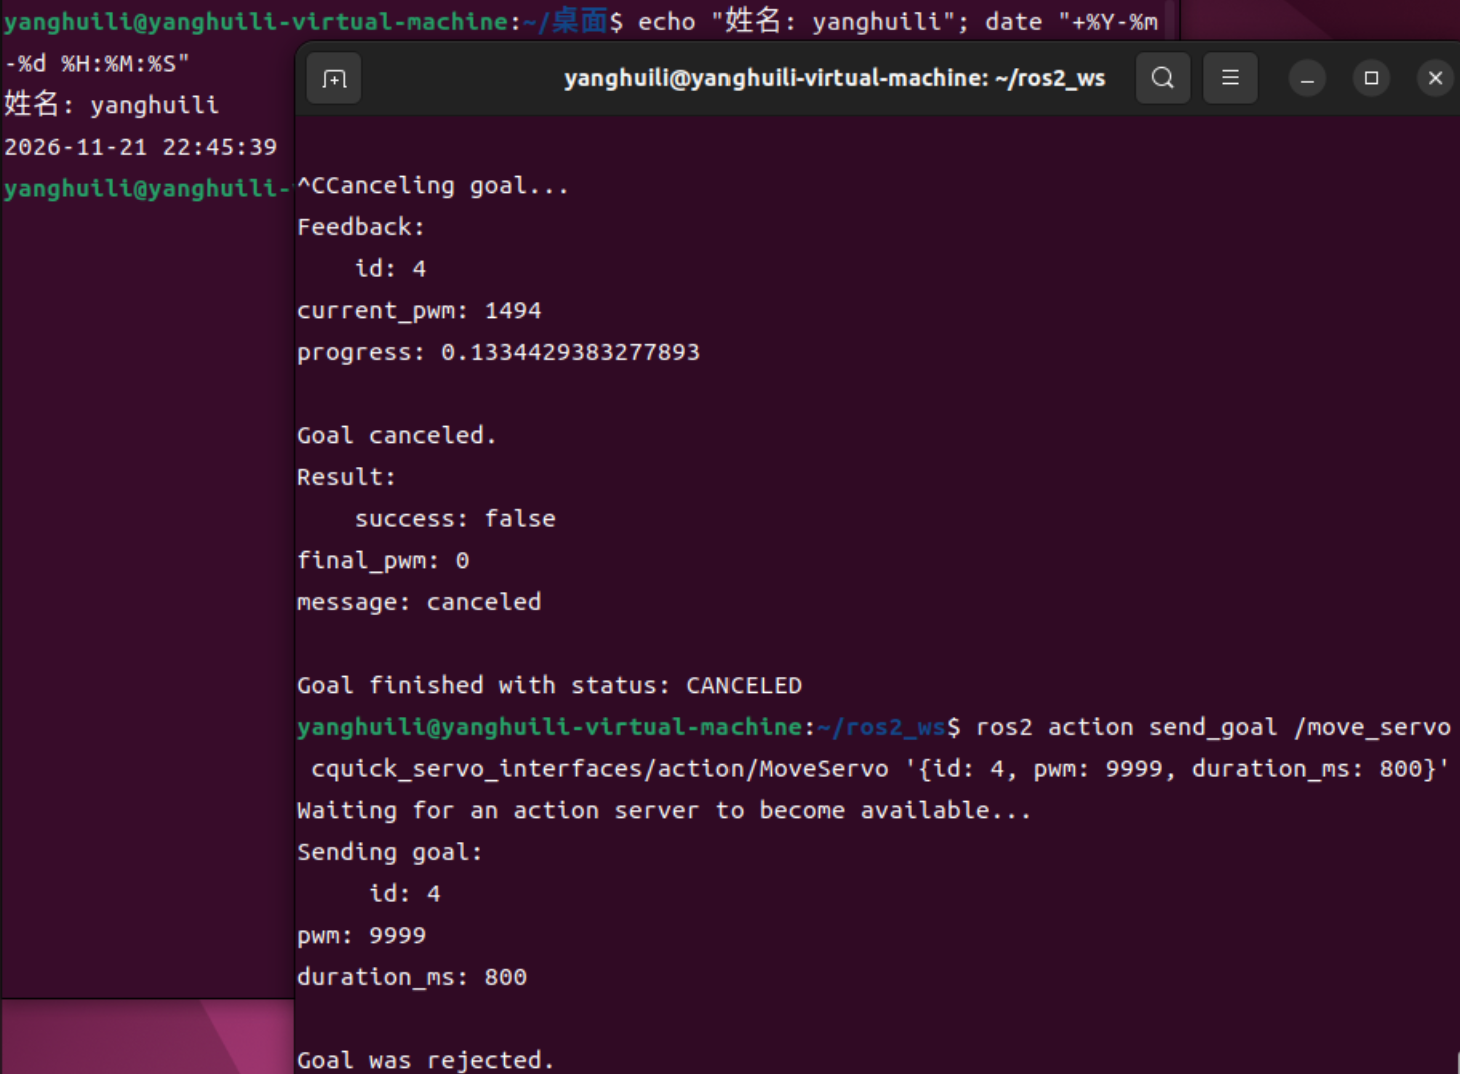 yanghuili@yanghuili-virtual-machine:~/桌面$ echo "姓名: yanghuili"; date "+%Y-%m
-%d %H:%M:%S"
姓名: yanghuili
2026-11-21 22:45:39
yanghuili@yanghuili-
yanghuili@yanghuili-virtual-machine: ~/ros2_ws
^CCanceling goal...
Feedback:
    id: 4
current_pwm: 1494
progress: 0.1334429383277893

Goal canceled.
Result:
    success: false
final_pwm: 0
message: canceled

Goal finished with status: CANCELED
yanghuili@yanghuili-virtual-machine:~/ros2_ws$ ros2 action send_goal /move_servo
 cquick_servo_interfaces/action/MoveServo '{id: 4, pwm: 9999, duration_ms: 800}'
Waiting for an action server to become available...
Sending goal:
     id: 4
pwm: 9999
duration_ms: 800

Goal was rejected.